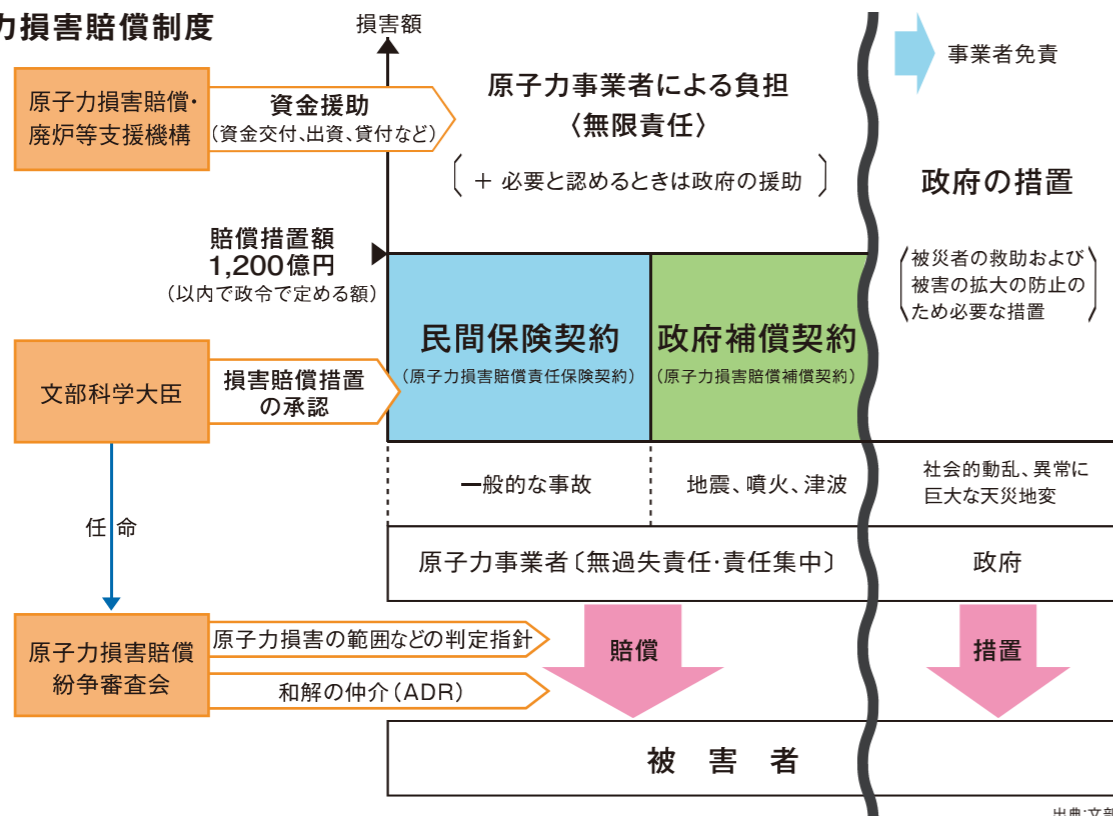 力損害賠償制度
損害額
事業者免責
原子力損害賠償・
廃炉等支援機構
資金援助
(資金交付、出資、貸付など)
原子力事業者による負担
〈無限責任〉
(+ 必要と認めるときは政府の援助)
政府の措置
(被災者の救助および
被害の拡大の防止の
ため必要な措置)
賠償措置額
1,200億円
(以内で政令で定める額)
民間保険契約
(原子力損害賠償責任保険契約)
政府補償契約
(原子力損害賠償補償契約)
文部科学大臣
損害賠償措置
の承認
一般的な事故
地震、噴火、津波
社会的動乱、異常に
巨大な天災地変
任命
原子力事業者〔無過失責任・責任集中〕
政府
原子力損害賠償
紛争審査会
原子力損害の範囲などの判定指針
和解の仲介(ADR)
賠償
措置
被害者
出典:文部